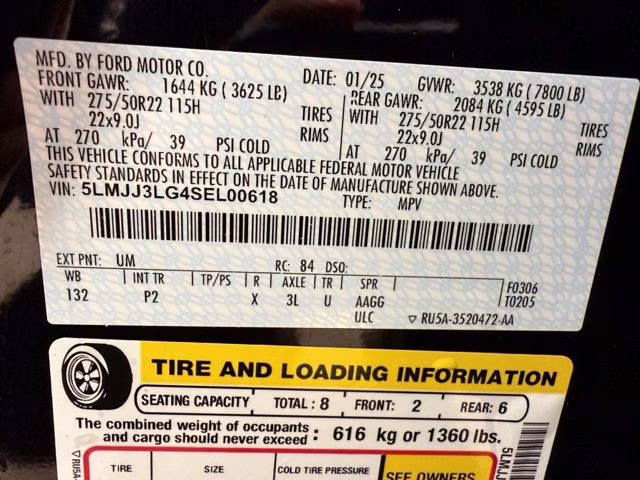 MFD. BY FORD MOTOR CO.
DATE: 01/25 GVWR: 3538 KG ( 7800 LB)
FRONT GAWR: 1644 KG ( 3625 LB) REAR GAWR: 2084 KG ( 4595 LB)
WITH 275/50R22 115H TIRES WITH 275/50R22 115H TIRES
22x9.0J RIMS 22x9.0J RIMS
AT 270 kPa/ 39 PSI COLD AT 270 kPa/ 39 PSI COLD
THIS VEHICLE CONFORMS TO ALL APPLICABLE FEDERAL MOTOR VEHICLE
SAFETY STANDARDS IN EFFECT ON THE DATE OF MANUFACTURE SHOWN ABOVE.
VIN: 5LMJJ3LG4SEL00618 TYPE: MPV
EXT PNT: UM RC: 84 DSO:
WB INT TR TP/PS R AXLE TR SPR F0306
132 P2 X 3L U AAGG T0205
ULC ▽ RU5A-3520472-AA
TIRE AND LOADING INFORMATION
SEATING CAPACITY TOTAL : 8 FRONT: 2 REAR: 6
The combined weight of occupants
and cargo should never exceed : 616 kg or 1360 lbs.
TIRE SIZE COLD TIRE PRESSURE SEE OWNERS
▽ RU5A
5LMJJ